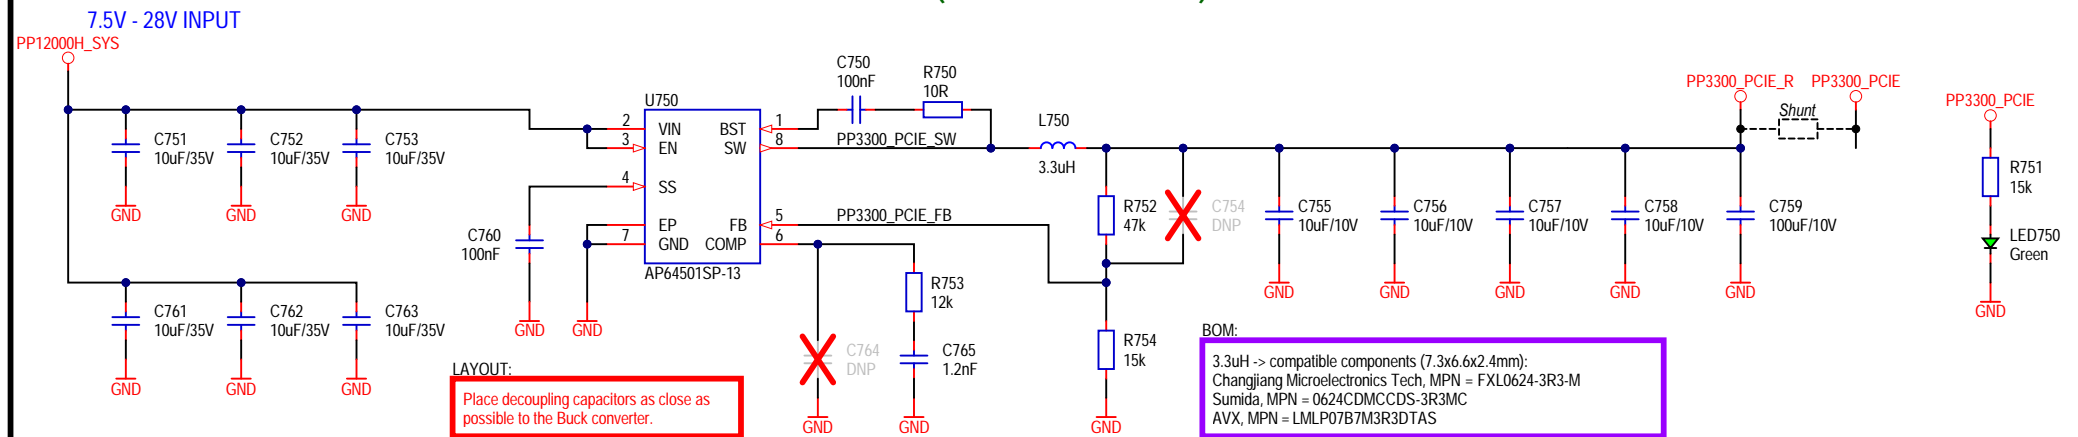 7.5V - 28V INPUT
PP12000H_SYS
C751
10uF/35V
GND
C752
10uF/35V
GND
C753
10uF/35V
GND
C761
10uF/35V
GND
C762
10uF/35V
GND
C763
10uF/35V
GND
C760
100nF
GND
GND
U750
2
VIN
3
EN
4
SS
EP
7
GND
BST
1
SW
8
FB
5
COMP
6
AP64501SP-13
C750
100nF
R750
10R
PP3300_PCIE_SW
PP3300_PCIE_FB
L750
3.3uH
R752
47k
C754
DNP
R753
12k
C764
DNP
GND
C765
1.2nF
GND
R754
15k
GND
C755
10uF/10V
GND
C756
10uF/10V
GND
C757
10uF/10V
GND
C758
10uF/10V
GND
C759
100uF/10V
GND
PP3300_PCIE_R
PP3300_PCIE
Shunt
PP3300_PCIE
R751
15k
LED750
Green
GND
LAYOUT:
Place decoupling capacitors as close as
possible to the Buck converter.
BOM:
3.3uH -> compatible components (7.3x6.6x2.4mm):
Changjiang Microelectronics Tech, MPN = FXL0624-3R3-M
Sumida, MPN = 0624CDMCCDS-3R3MC
AVX, MPN = LMLP07B7M3R3DTAS